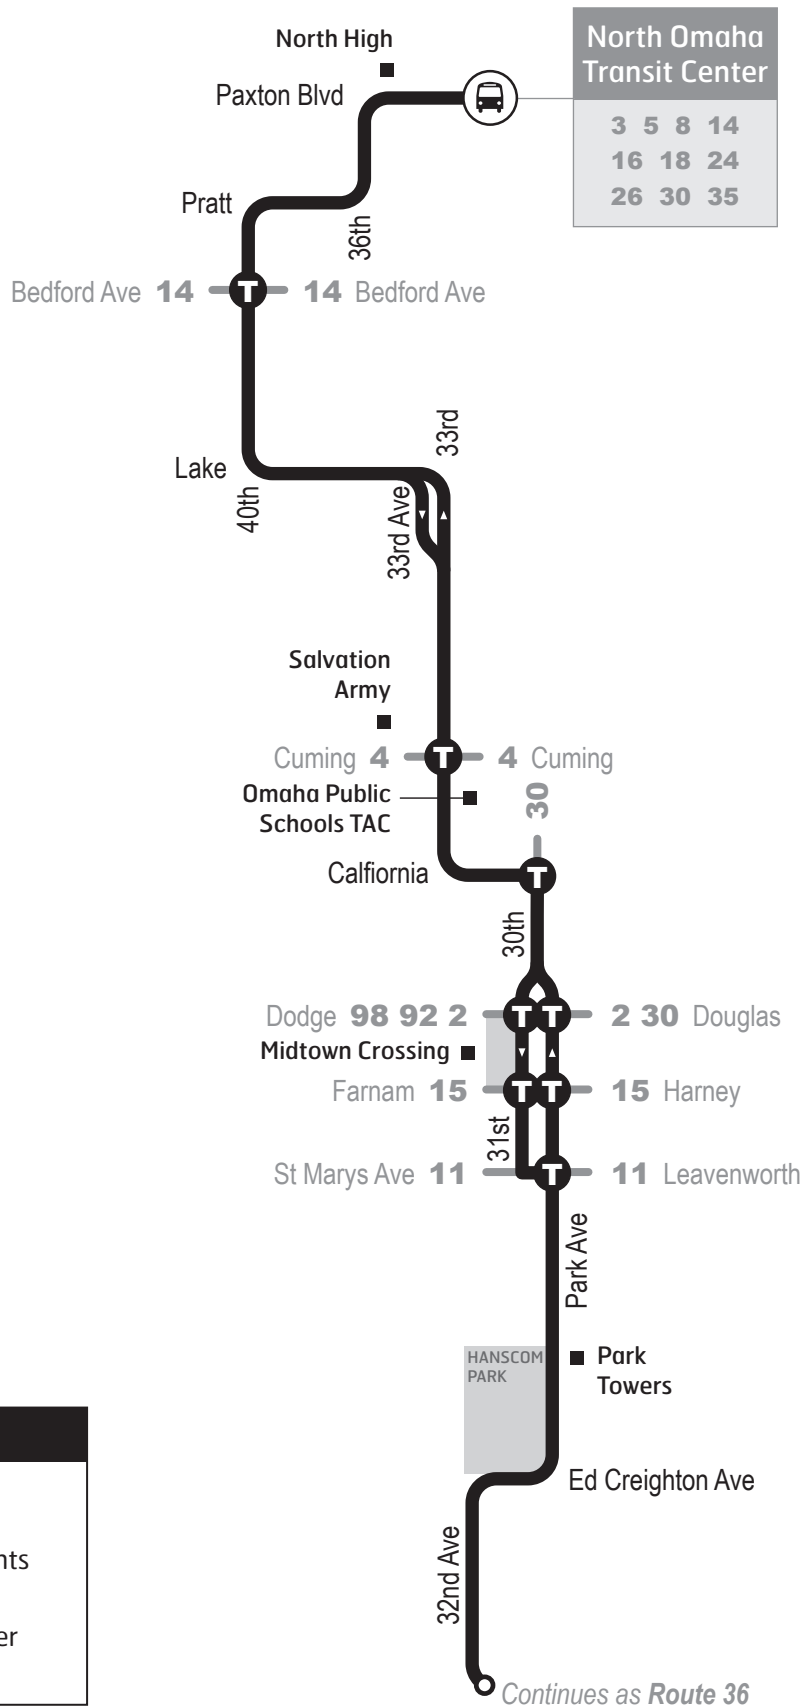 North High
Paxton Blvd
North Omaha
Transit Center
3 5 8 14
16 18 24
26 30 35
Pratt
36th
Bedford Ave 14 T 14 Bedford Ave
33rd
Lake
40th
33rd Ave
Salvation
Army
Cuming 4 T 4 Cuming
Omaha Public
Schools TAC
30
Calfiornia T
30th
Dodge 98 92 2 T T 2 30 Douglas
Midtown Crossing
Farnam 15 T T 15 Harney
31st
St Marys Ave 11 T 11 Leavenworth
Park Ave
HANSCOM
PARK
Park
Towers
Ed Creighton Ave
32nd Ave
nts
er
Continues as Route 36